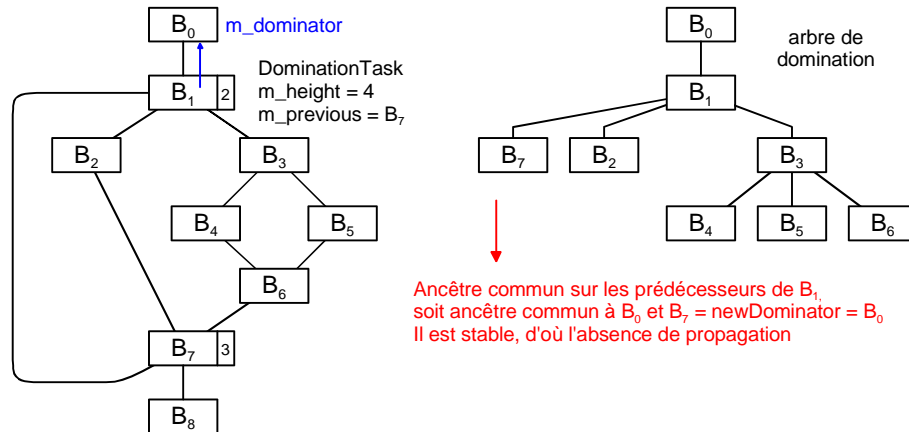 B₀
m_dominator
DominationTask
m_height = 4
m_previous = B₇
B₁ 2
B₂
B₃
B₄
B₅
B₆
B₇ 3
B₈
arbre de
domination
B₀
B₁
B₇
B₂
B₃
B₄
B₅
B₆
Ancêtre commun sur les prédécesseurs de B₁,
soit ancêtre commun à B₀ et B₇ = newDominator = B₀
Il est stable, d'où l'absence de propagation